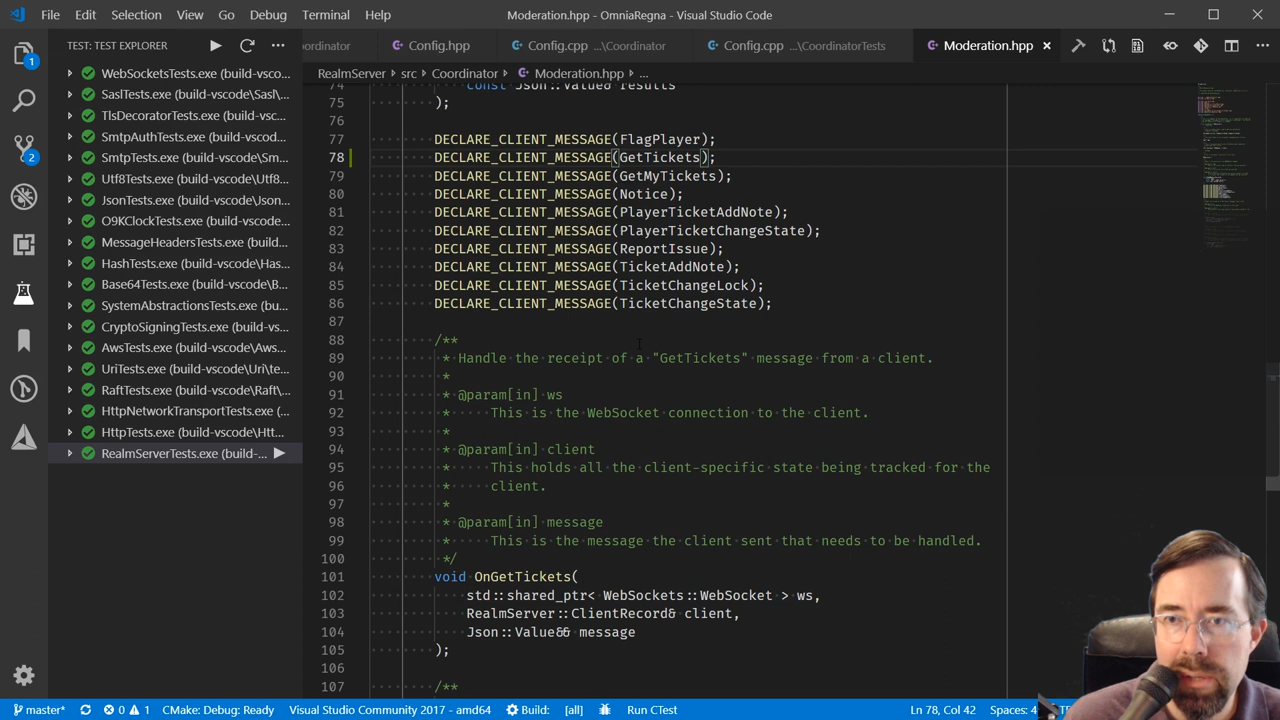 File Edit Selection View Go Debug Terminal Help Moderation.hpp - OmniaRegna - Visual Studio Code
TEST: TEST EXPLORER
ordinator Config.hpp Config.cpp ...\Coordinator Config.cpp ...\CoordinatorTests Moderation.hpp
RealmServer › src › Coordinator › Moderation.hpp › ...
1
2
WebSocketsTests.exe (build-vsco...
SaslTests.exe (build-vscode\Sasl\...
TlsDecoratorTests.exe (build-vsc...
SmtpAuthTests.exe (build-vscod...
SmtpTests.exe (build-vscode\Sm...
Utf8Tests.exe (build-vscode\Utf8...
JsonTests.exe (build-vscode\Json...
O9KClockTests.exe (build-vscod...
MessageHeadersTests.exe (build...
HashTests.exe (build-vscode\Has...
Base64Tests.exe (build-vscode\B...
SystemAbstractionsTests.exe (b...
CryptoSigningTests.exe (build-vs...
AwsTests.exe (build-vscode\Aws...
UriTests.exe (build-vscode\Uri\te...
RaftTests.exe (build-vscode\Raft\...
HttpNetworkTransportTests.exe (...
HttpTests.exe (build-vscode\Htt...
RealmServerTests.exe (build-...
74 const Json::Value& results
75 );
76
77 DECLARE_CLIENT_MESSAGE(FlagPlayer);
78 DECLARE_CLIENT_MESSAGE(GetTickets);
79 DECLARE_CLIENT_MESSAGE(GetMyTickets);
80 DECLARE_CLIENT_MESSAGE(Notice);
81 DECLARE_CLIENT_MESSAGE(PlayerTicketAddNote);
82 DECLARE_CLIENT_MESSAGE(PlayerTicketChangeState);
83 DECLARE_CLIENT_MESSAGE(ReportIssue);
84 DECLARE_CLIENT_MESSAGE(TicketAddNote);
85 DECLARE_CLIENT_MESSAGE(TicketChangeLock);
86 DECLARE_CLIENT_MESSAGE(TicketChangeState);
87
88 /**
89 * Handle the receipt of a "GetTickets" message from a client.
90 *
91 * @param[in] ws
92 * This is the WebSocket connection to the client.
93 *
94 * @param[in] client
95 * This holds all the client-specific state being tracked for the
96 * client.
97 *
98 * @param[in] message
99 * This is the message the client sent that needs to be handled.
100 */
101 void OnGetTickets(
102 std::shared_ptr< WebSockets::WebSocket > ws,
103 RealmServer::ClientRecord& client,
104 Json::Value&& message
105 );
106
107 /**
master* 0 1 CMake: Debug: Ready Visual Studio Community 2017 - amd64 Build: [all] Run CTest Ln 78, Col 42 Spaces: 4